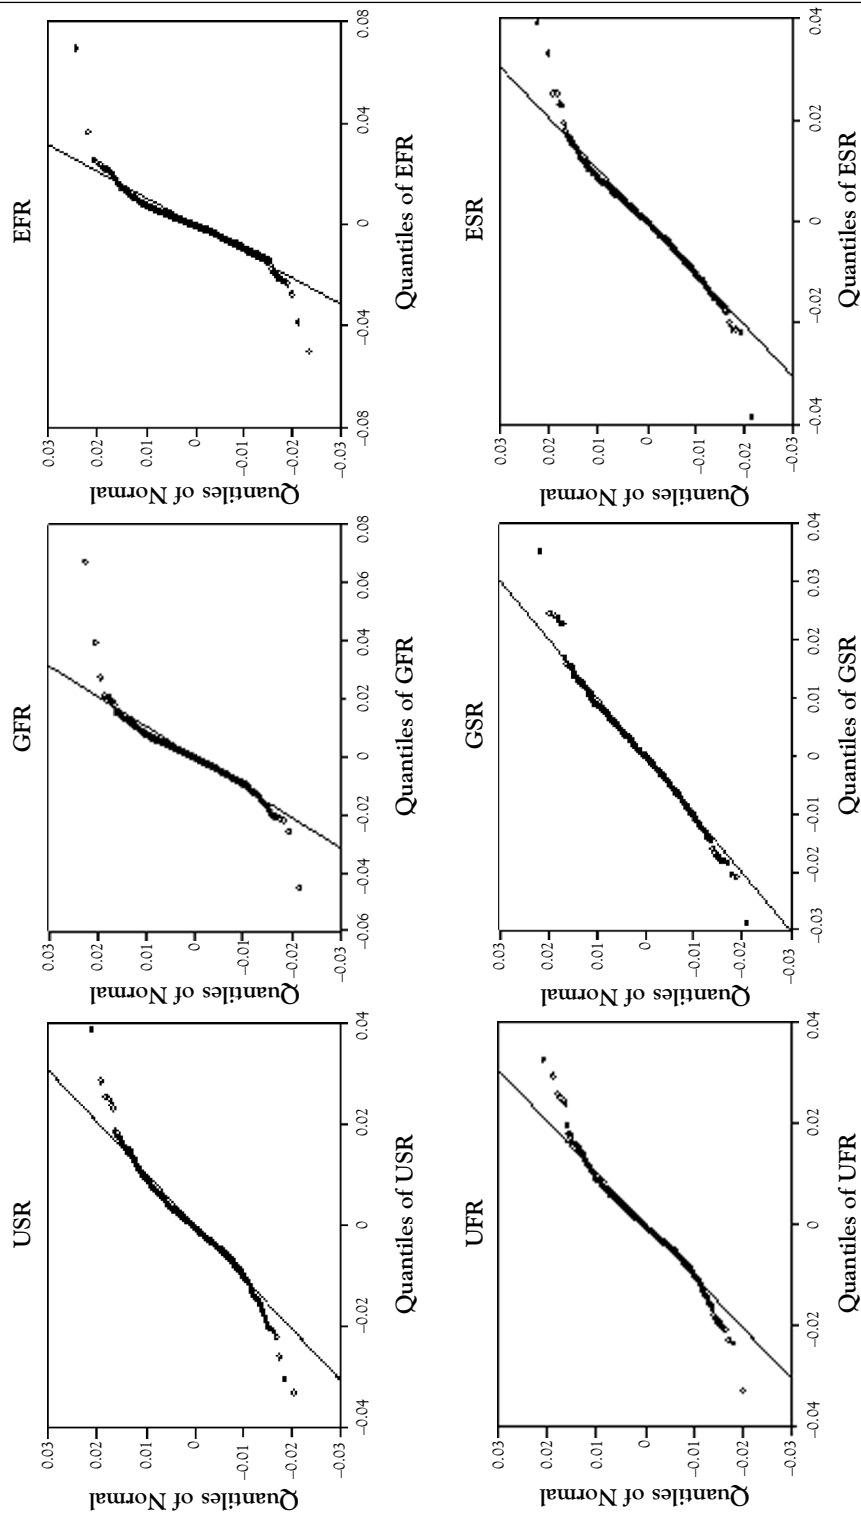 USR
Quantiles of Normal
0.03
0.02
0.01
0
−0.01
−0.02
−0.03
−0.04 −0.02 0 0.02 0.04
Quantiles of USR
GFR
Quantiles of Normal
0.03
0.02
0.01
0
−0.01
−0.02
−0.03
−0.06 −0.04 −0.02 0 0.02 0.04 0.06 0.08
Quantiles of GFR
EFR
Quantiles of Normal
0.03
0.02
0.01
0
−0.01
−0.02
−0.03
−0.08 −0.04 0 0.04 0.08
Quantiles of EFR
UFR
Quantiles of Normal
0.03
0.02
0.01
0
−0.01
−0.02
−0.03
−0.04 −0.02 0 0.02 0.04
Quantiles of UFR
GSR
Quantiles of Normal
0.03
0.02
0.01
0
−0.01
−0.02
−0.03
−0.03 −0.02 −0.01 0 0.01 0.02 0.03 0.04
Quantiles of GSR
ESR
Quantiles of Normal
0.03
0.02
0.01
0
−0.01
−0.02
−0.03
−0.04 −0.02 0 0.02 0.04
Quantiles of ESR